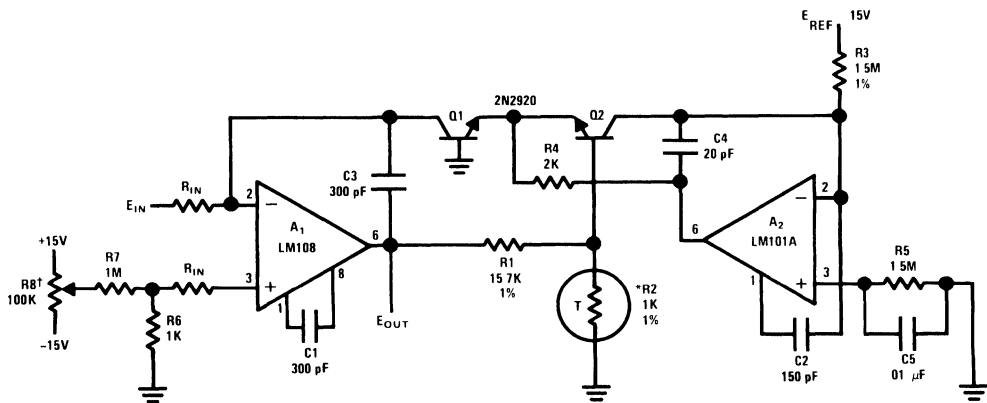 E REF 15V
R3
1 5M
1%
2N2920
Q1
Q2
C4
20 pF
R4
2K
C3
300 pF
R IN
E IN
2
−
A1
LM108
6
8
3
+
1
+15V
R8†
100K
−15V
R7
1M
R IN
R6
1K
C1
300 pF
E OUT
R1
15 7K
1%
T
*R2
1K
1%
2
−
A2
LM101A
6
3
+
1
R5
1 5M
C2
150 pF
C5
01 μF